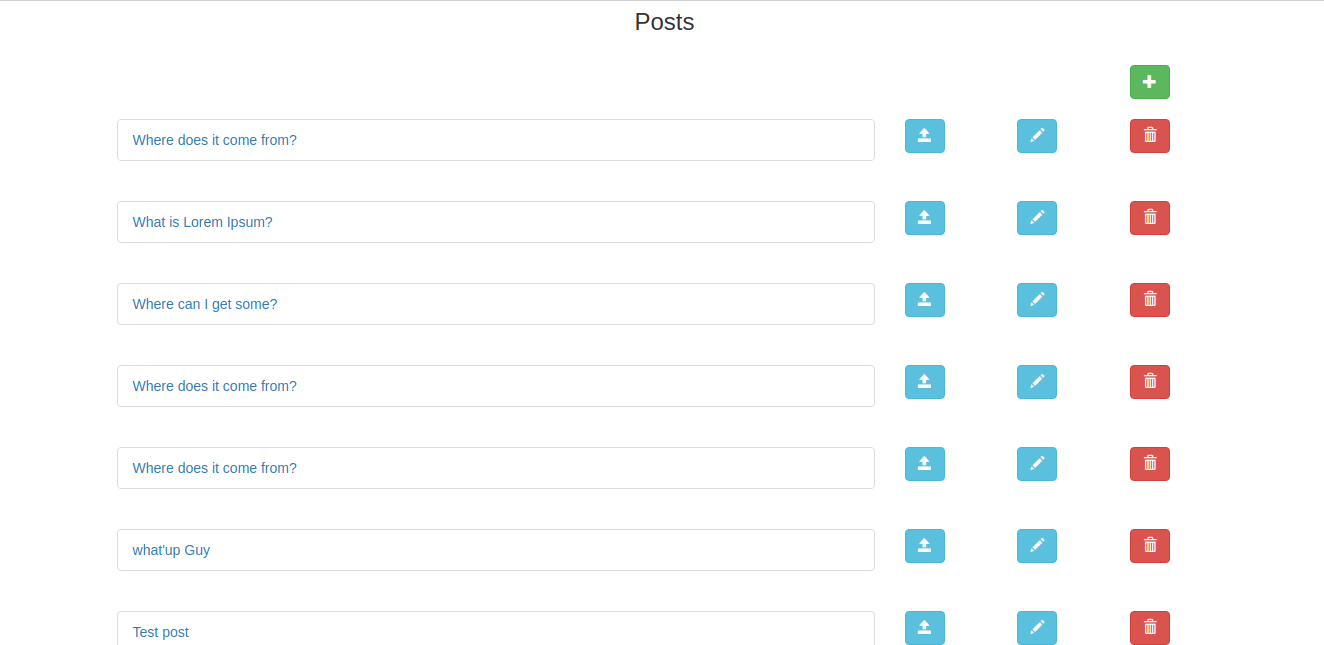 Posts
Where does it come from?
What is Lorem Ipsum?
Where can I get some?
Where does it come from?
Where does it come from?
what'up Guy
Test post